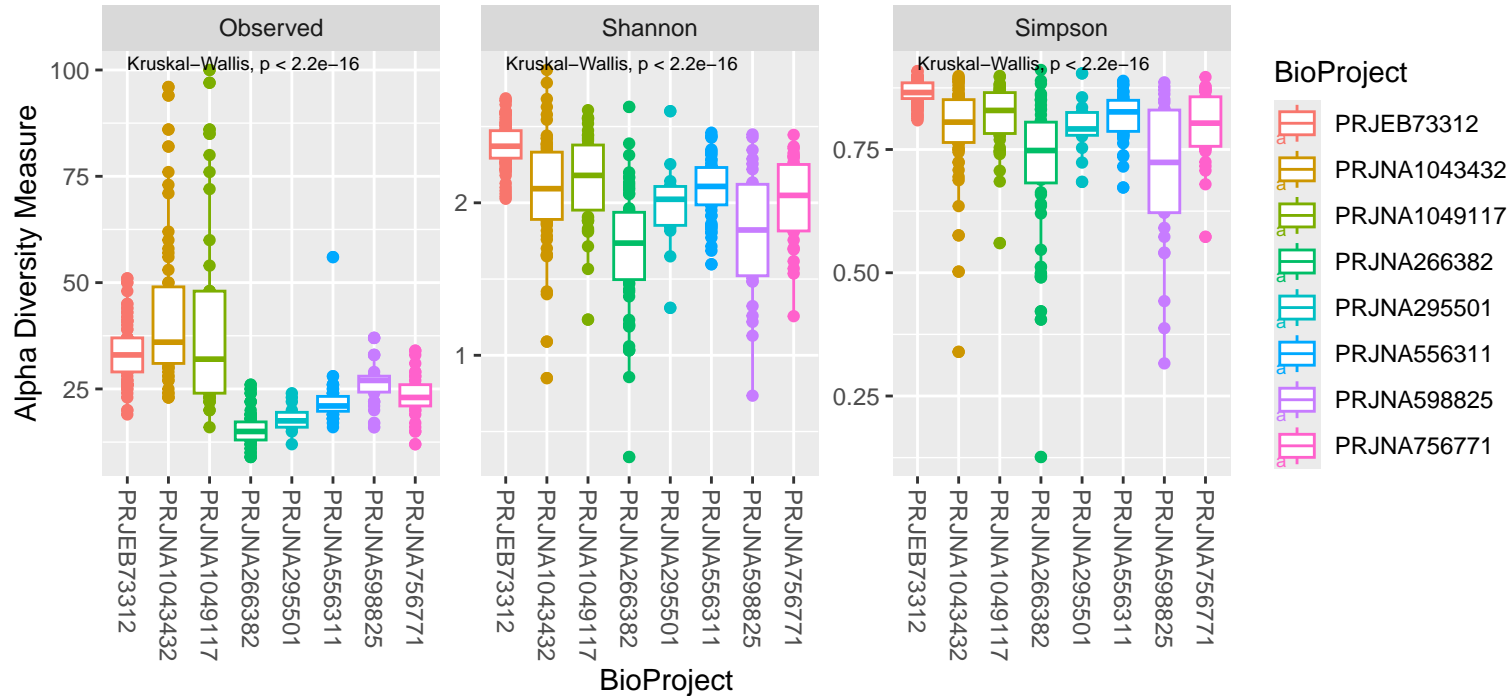 Observed
Shannon
Simpson
Kruskal−Wallis, p < 2.2e−16
Kruskal−Wallis, p < 2.2e−16
Kruskal−Wallis, p < 2.2e−16
Alpha Diversity Measure
100
75
50
25
2
1
0.75
0.50
0.25
PRJEB73312
PRJNA1043432
PRJNA1049117
PRJNA266382
PRJNA295501
PRJNA556311
PRJNA598825
PRJNA756771
PRJEB73312
PRJNA1043432
PRJNA1049117
PRJNA266382
PRJNA295501
PRJNA556311
PRJNA598825
PRJNA756771
PRJEB73312
PRJNA1043432
PRJNA1049117
PRJNA266382
PRJNA295501
PRJNA556311
PRJNA598825
PRJNA756771
BioProject
BioProject
a PRJEB73312
a PRJNA1043432
a PRJNA1049117
a PRJNA266382
a PRJNA295501
a PRJNA556311
a PRJNA598825
a PRJNA756771